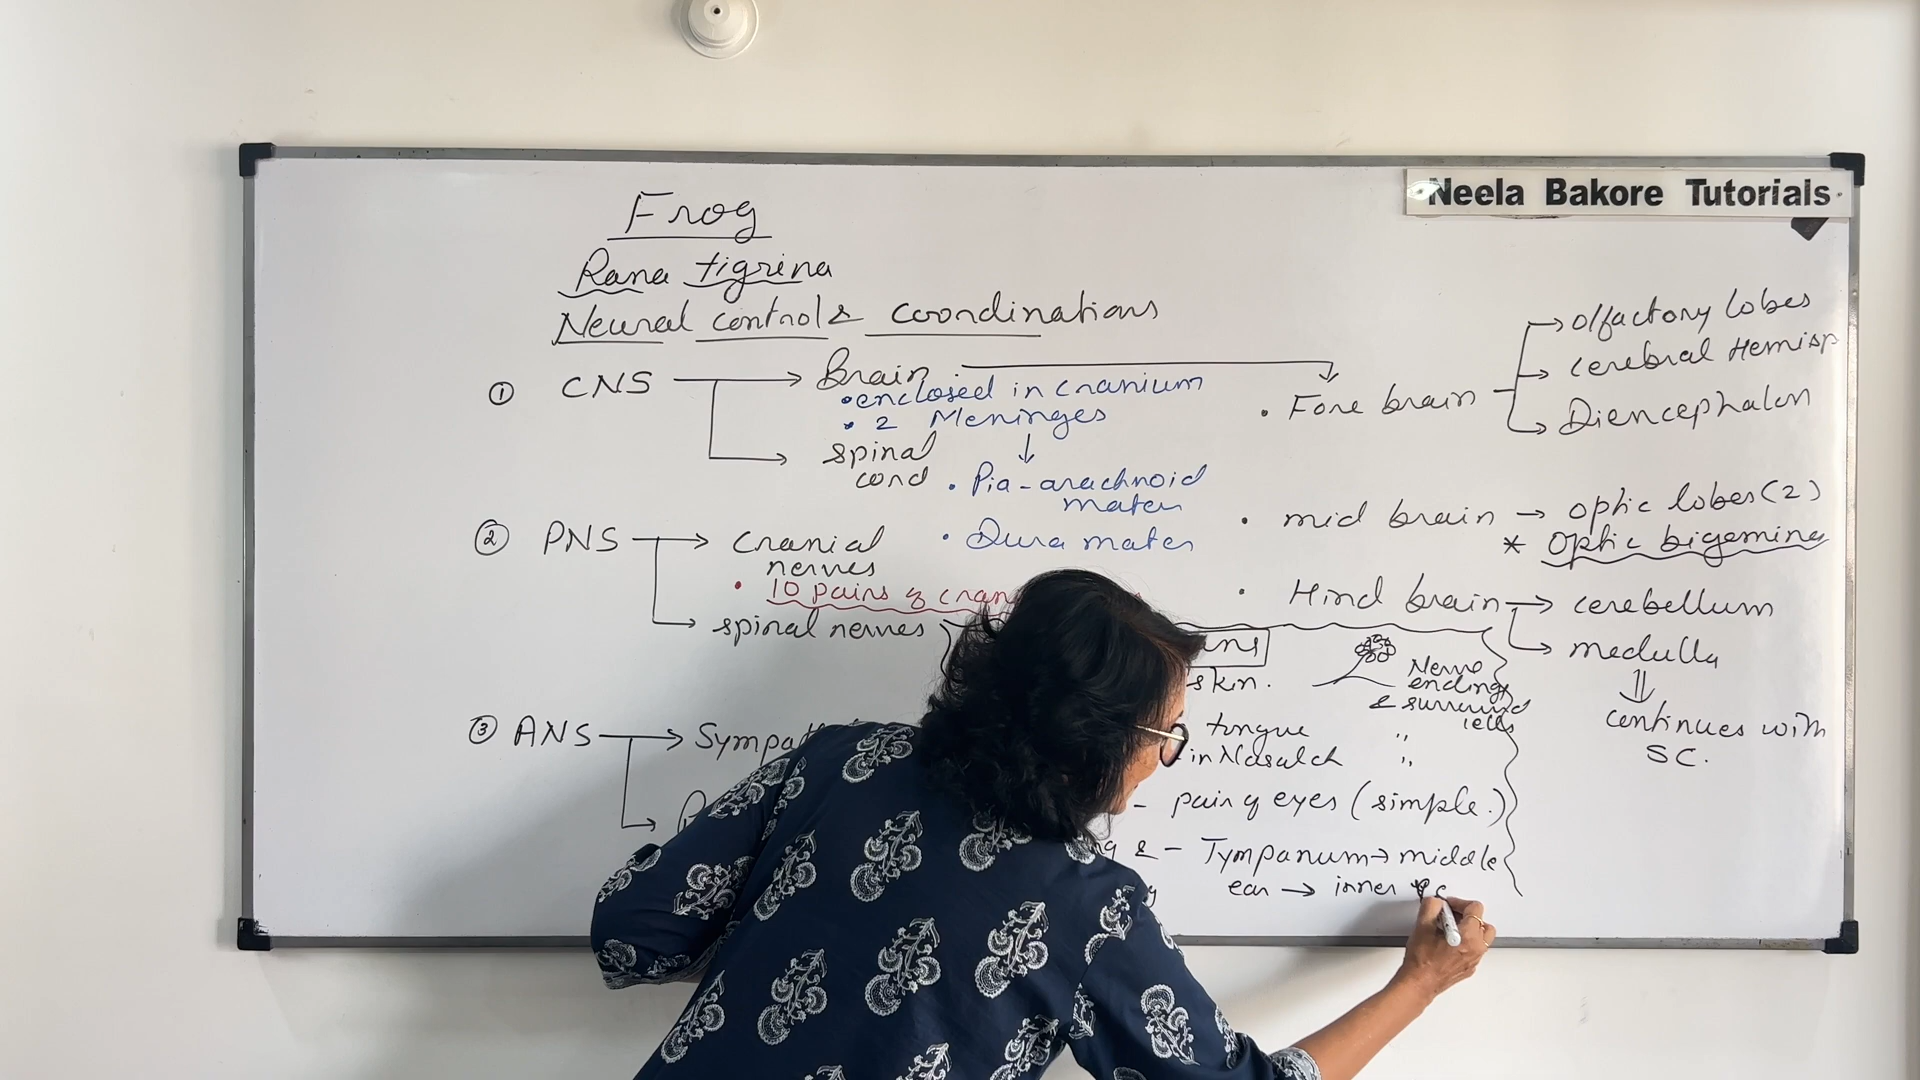 Neela Bakore Tutorials
Frog
Rana tigrina
Neural control & coordinations
① CNS → Brain
• enclosed in cranium
• 2 Meninges
↓
• Pia-arachnoid
mater
• Dura mater
→ spinal
cord
• Fore brain
→ olfactory lobes
→ cerebral Hemisp
→ Diencephalon
• mid brain → optic lobes (2)
* Optic bigemina
• Hind brain → cerebellum
→ medulla
⇓
continues with
SC.
② PNS → cranial
nerves
• 10 pairs of cran
→ spinal nerves
③ ANS → Sympath
→
skin.
Nerve
endings
& surround
cells
tongue "
in Nasal ch "
- pair of eyes (simple.)
& - Tympanum → middle
ear → inner